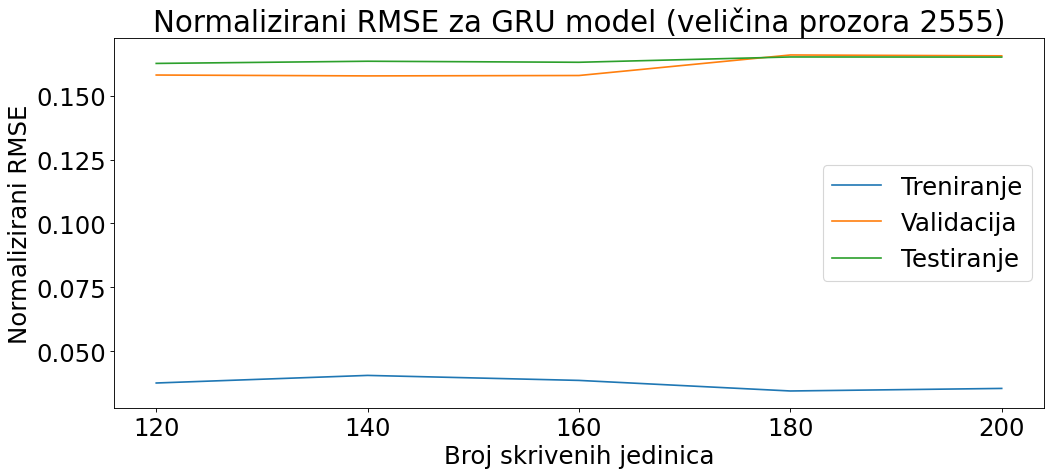 Normalizirani RMSE za GRU model (veličina prozora 2555)
Normalizirani RMSE
0.150
0.125
0.100
0.075
0.050
Treniranje
Validacija
Testiranje
120
140
160
180
200
Broj skrivenih jedinica